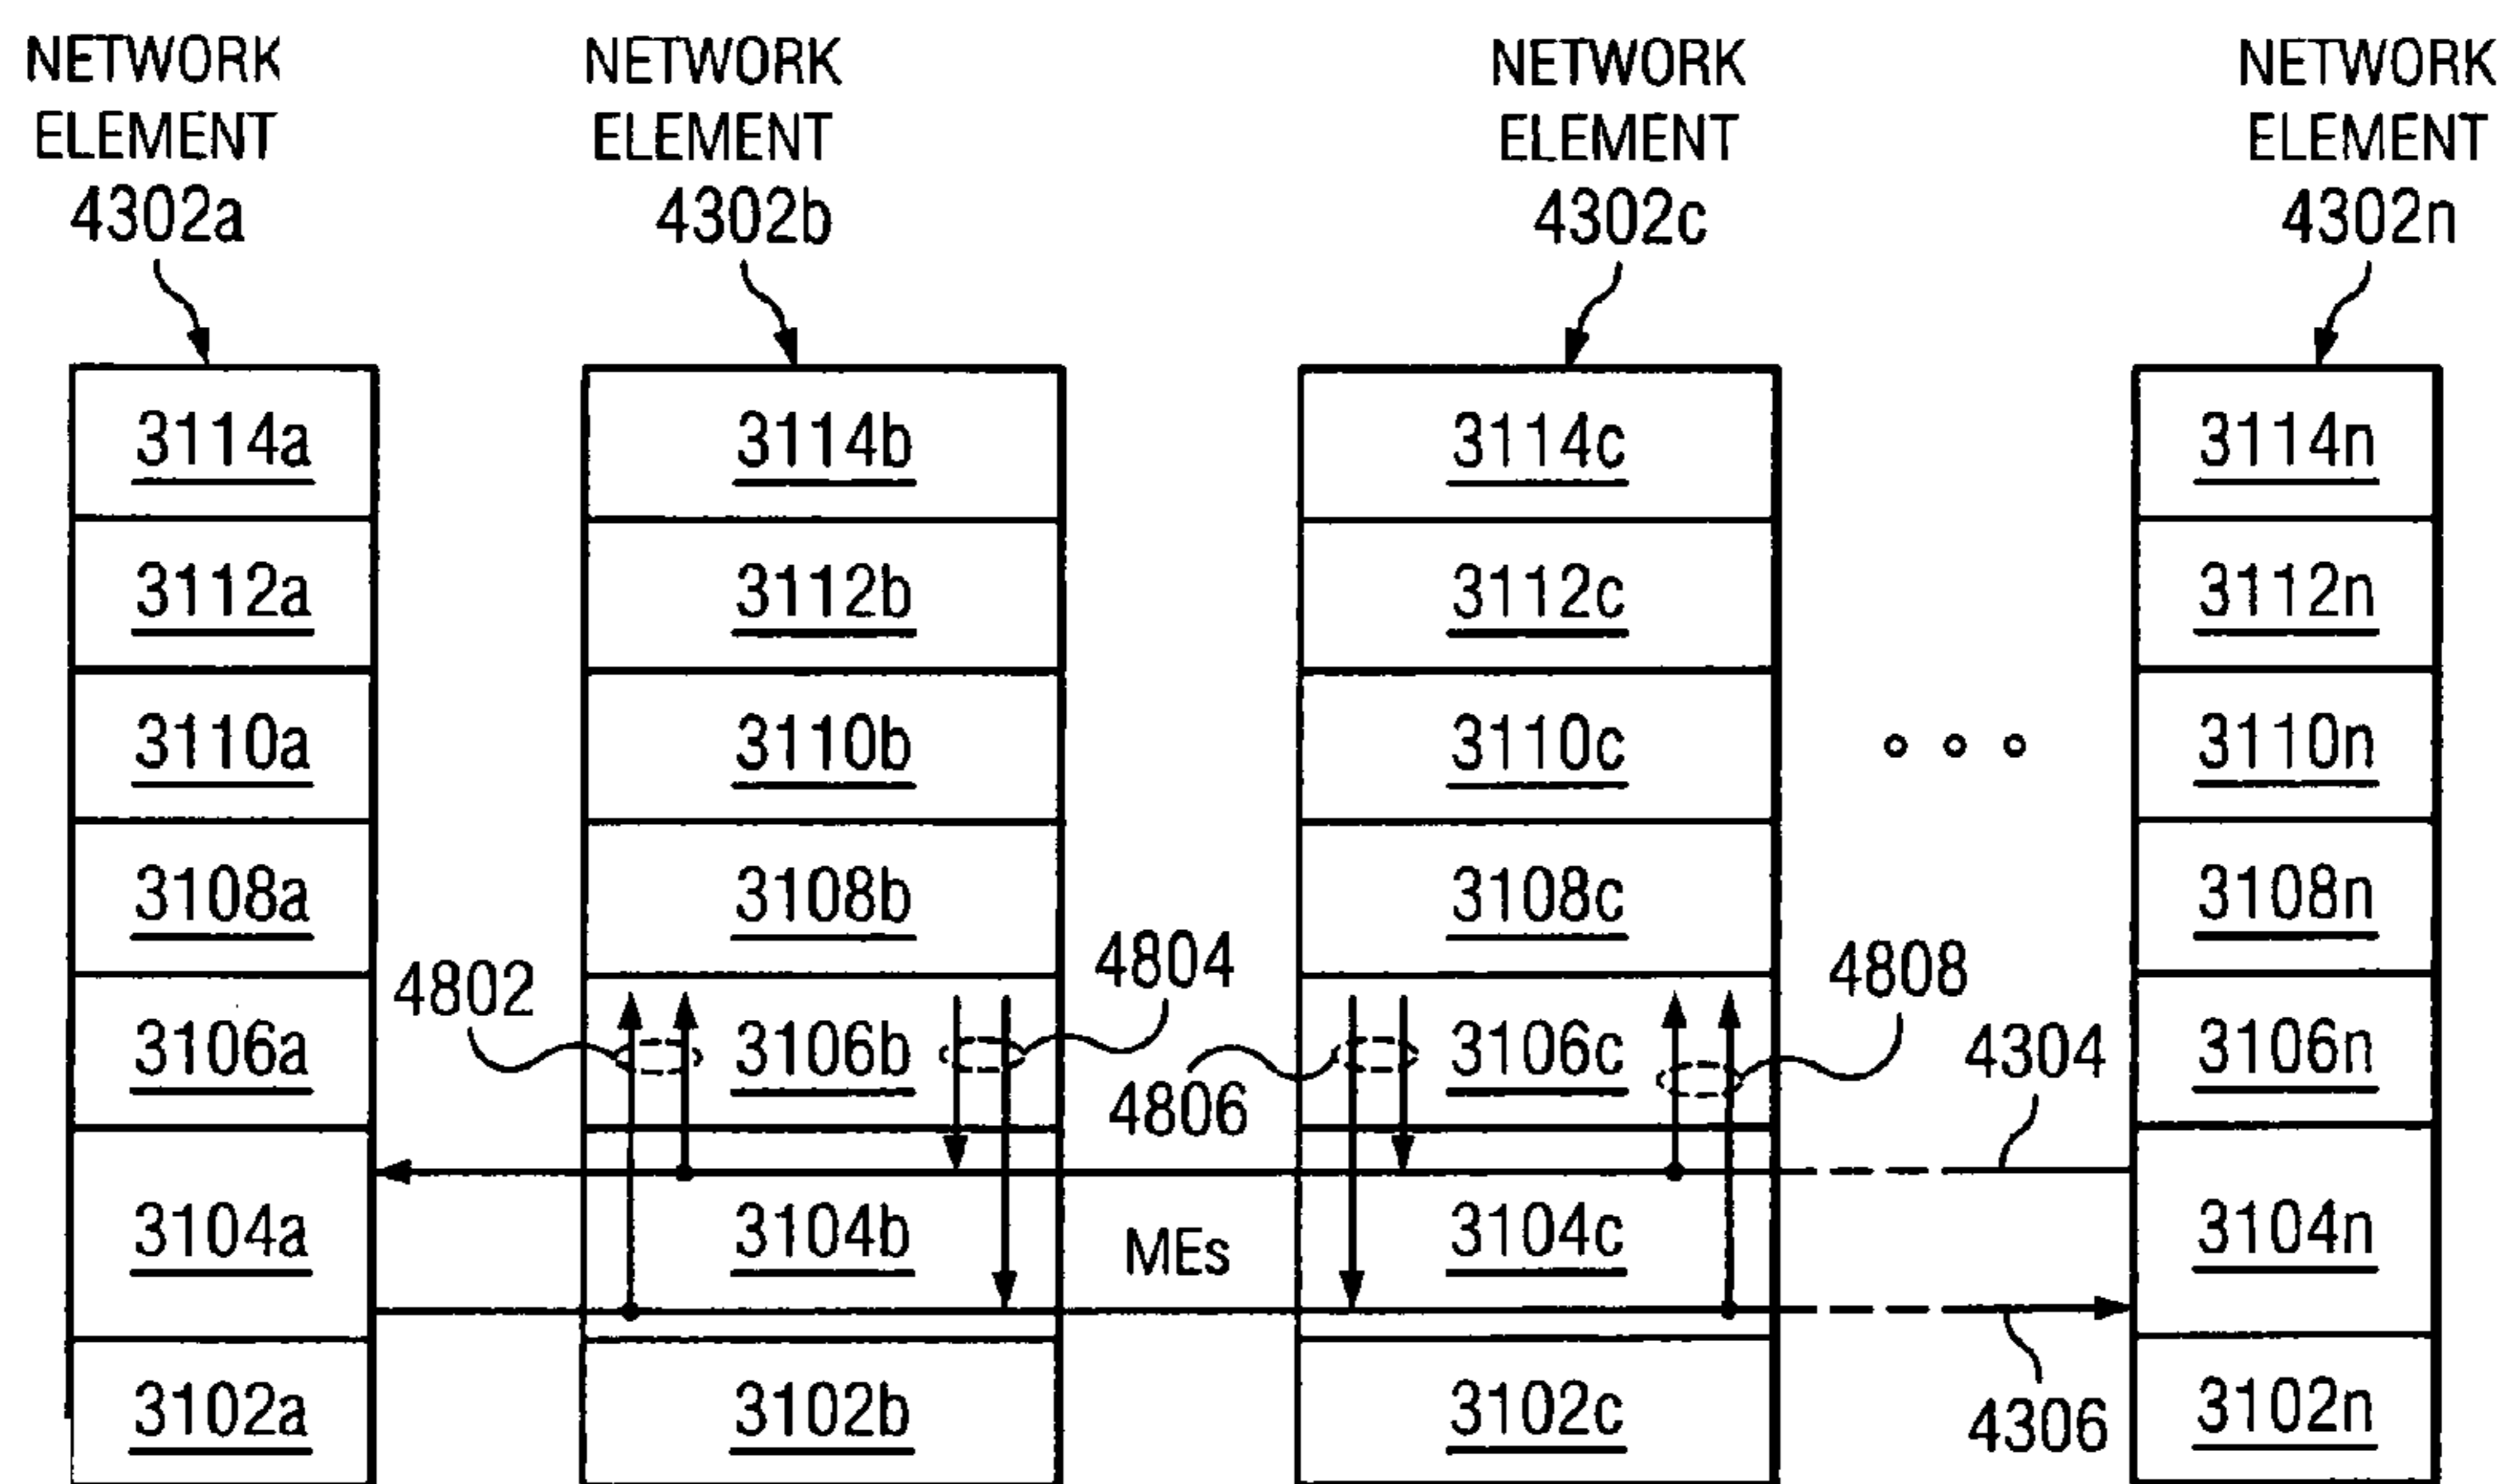 NETWORK
ELEMENT
4302a
NETWORK
ELEMENT
4302b
NETWORK
ELEMENT
4302c
NETWORK
ELEMENT
4302n
3114a
3114b
3114c
3114n
3112a
3112b
3112c
3112n
3110a
3110b
3110c
3110n
3108a
3108b
3108c
3108n
4802
4804
4808
3106a
3106b
4806
3106c
4304
3106n
3104a
3104b
MEs
3104c
3104n
3102a
3102b
3102c
4306
3102n